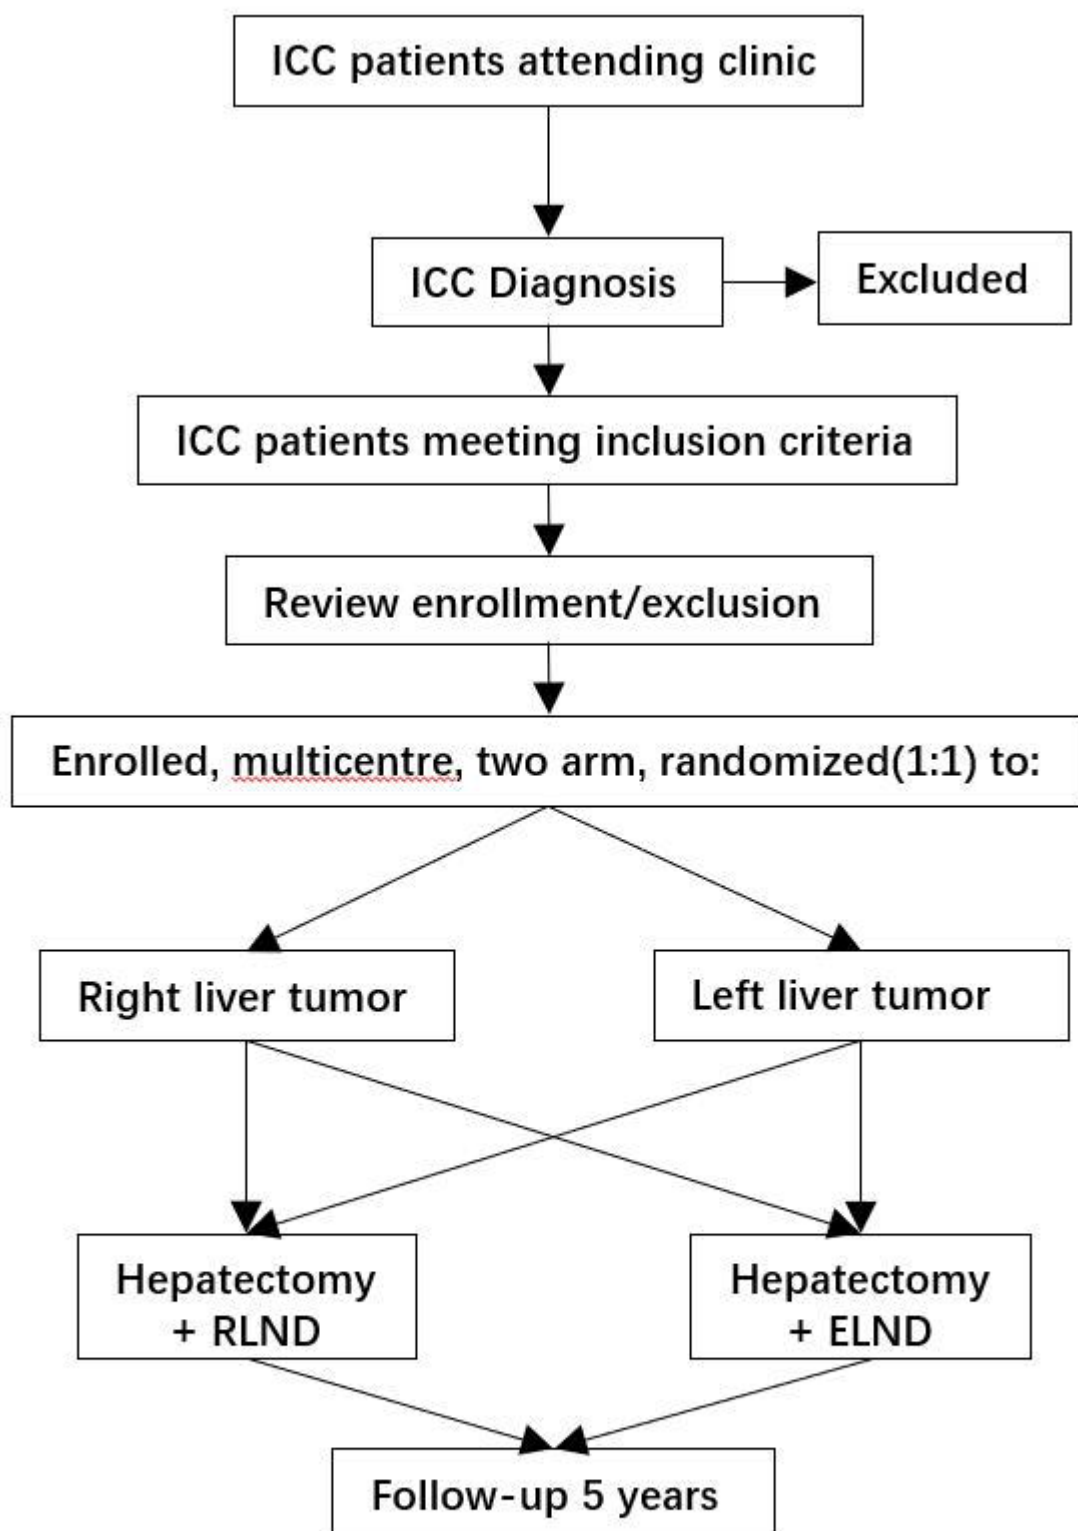 ICC patients attending clinic
ICC Diagnosis
Excluded
ICC patients meeting inclusion criteria
Review enrollment/exclusion
Enrolled, multicentre, two arm, randomized(1:1) to:
Right liver tumor
Left liver tumor
Hepatectomy
+ RLND
Hepatectomy
+ ELND
Follow-up 5 years